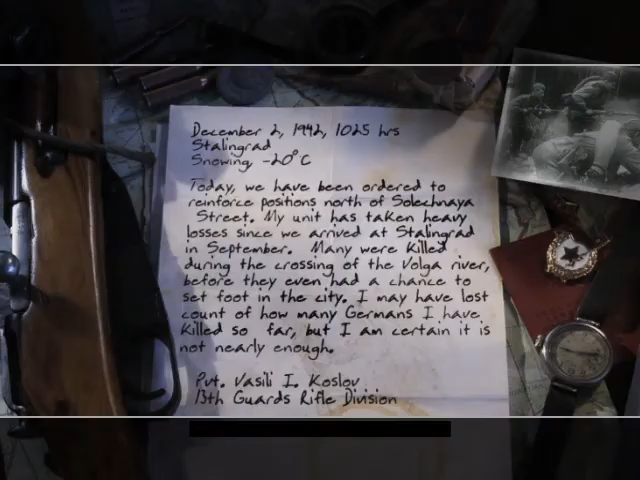 December 2, 1942, 1025 hrs
Stalingrad
Snowing, -20°C
Today, we have been ordered to
reinforce positions north of Solechnaya
Street. My unit has taken heavy
losses since we arrived at Stalingrad
in September. Many were killed
during the crossing of the Volga river,
before they even had a chance to
set foot in the city. I may have lost
count of how many Germans I have
killed so far, but I am certain it is
not nearly enough.
Pvt. Vasili I. Koslov
13th Guards Rifle Division